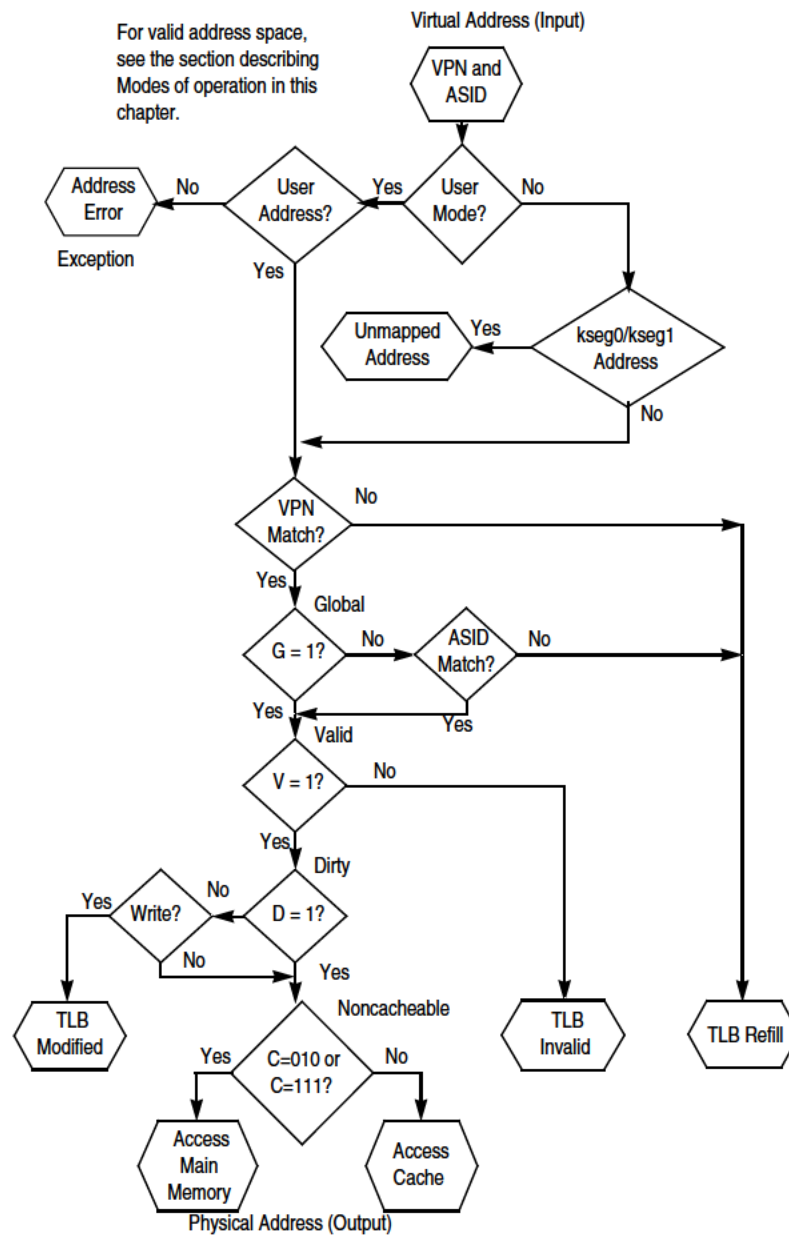 Virtual Address (Input)
For valid address space,
see the section describing
Modes of operation in this
chapter.
VPN and
ASID
Address
Error
No
User
Address?
Yes
User
Mode?
No
Exception
Yes
Unmapped
Address
Yes
kseg0/kseg1
Address
No
VPN
Match?
No
Yes
Global
G = 1?
No
ASID
Match?
No
Yes
Yes
Valid
V = 1?
No
Yes
Dirty
Yes
Write?
No
D = 1?
No
Yes
Noncacheable
TLB
Modified
TLB
Invalid
TLB Refill
Yes
C=010 or
C=111?
No
Access
Main
Memory
Access
Cache
Physical Address (Output)